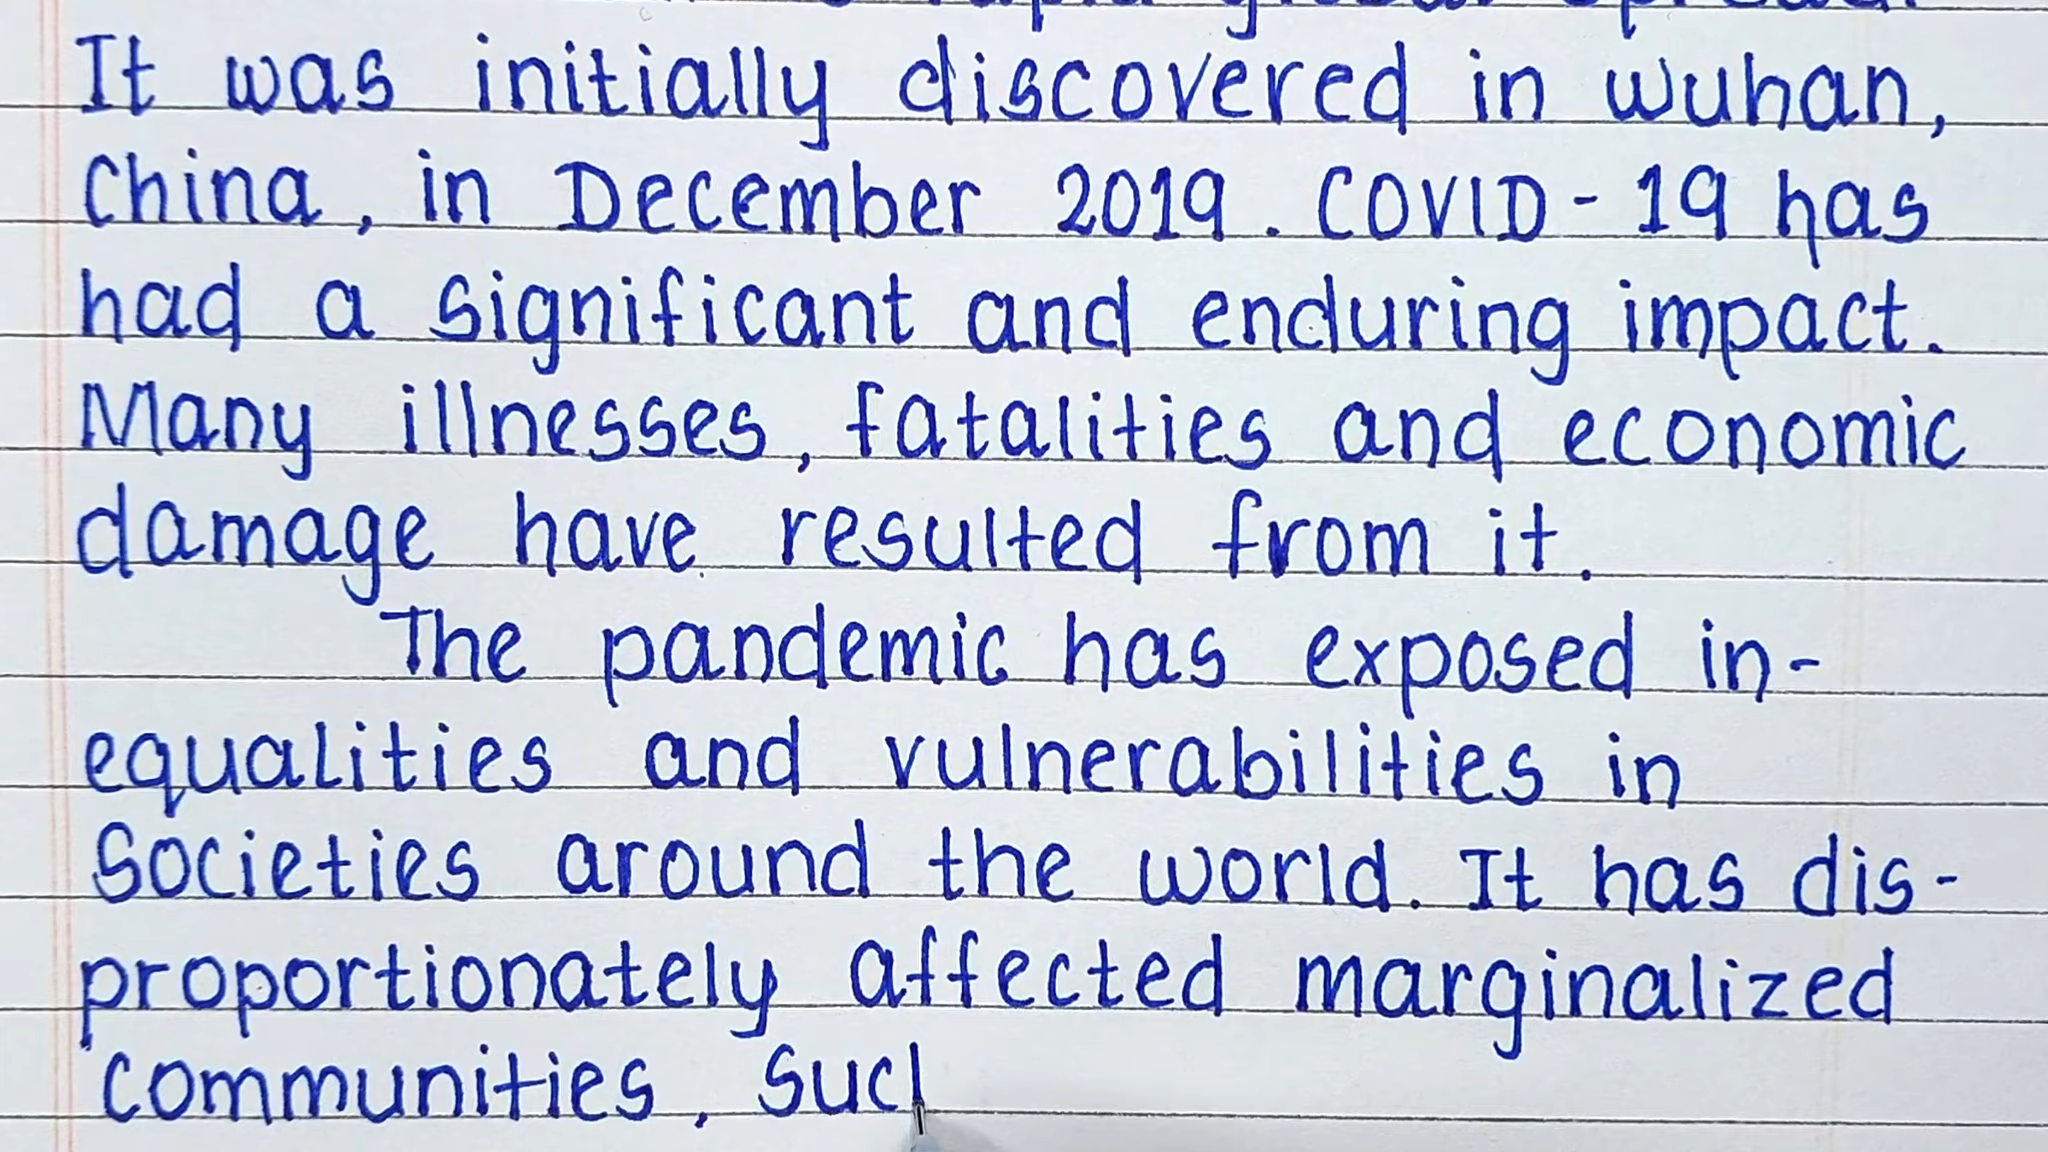 It was initially discovered in wuhan,
China, in December 2019. COVID-19 has
had a significant and enduring impact.
Many illnesses, fatalities and economic
damage have resulted from it.
The pandemic has exposed in-
equalities and vulnerabilities in
Societies around the world. It has dis-
proportionately affected marginalized
communities,